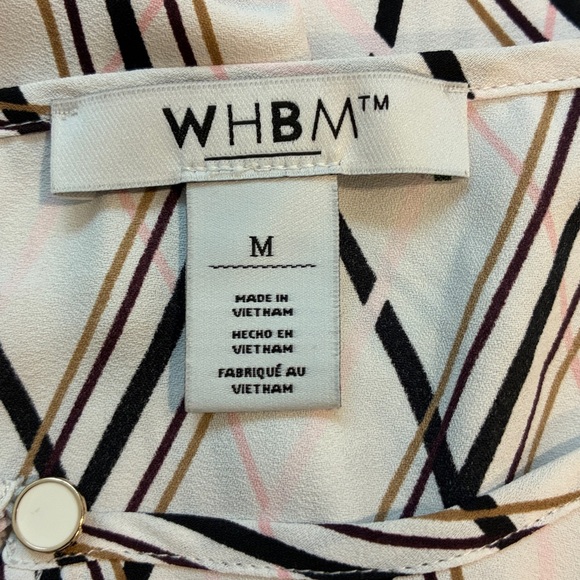 WHBM™
M
MADE IN
VIETNAM
HECHO EN
VIETNAM
FABRIQUÉ AU
VIETNAM